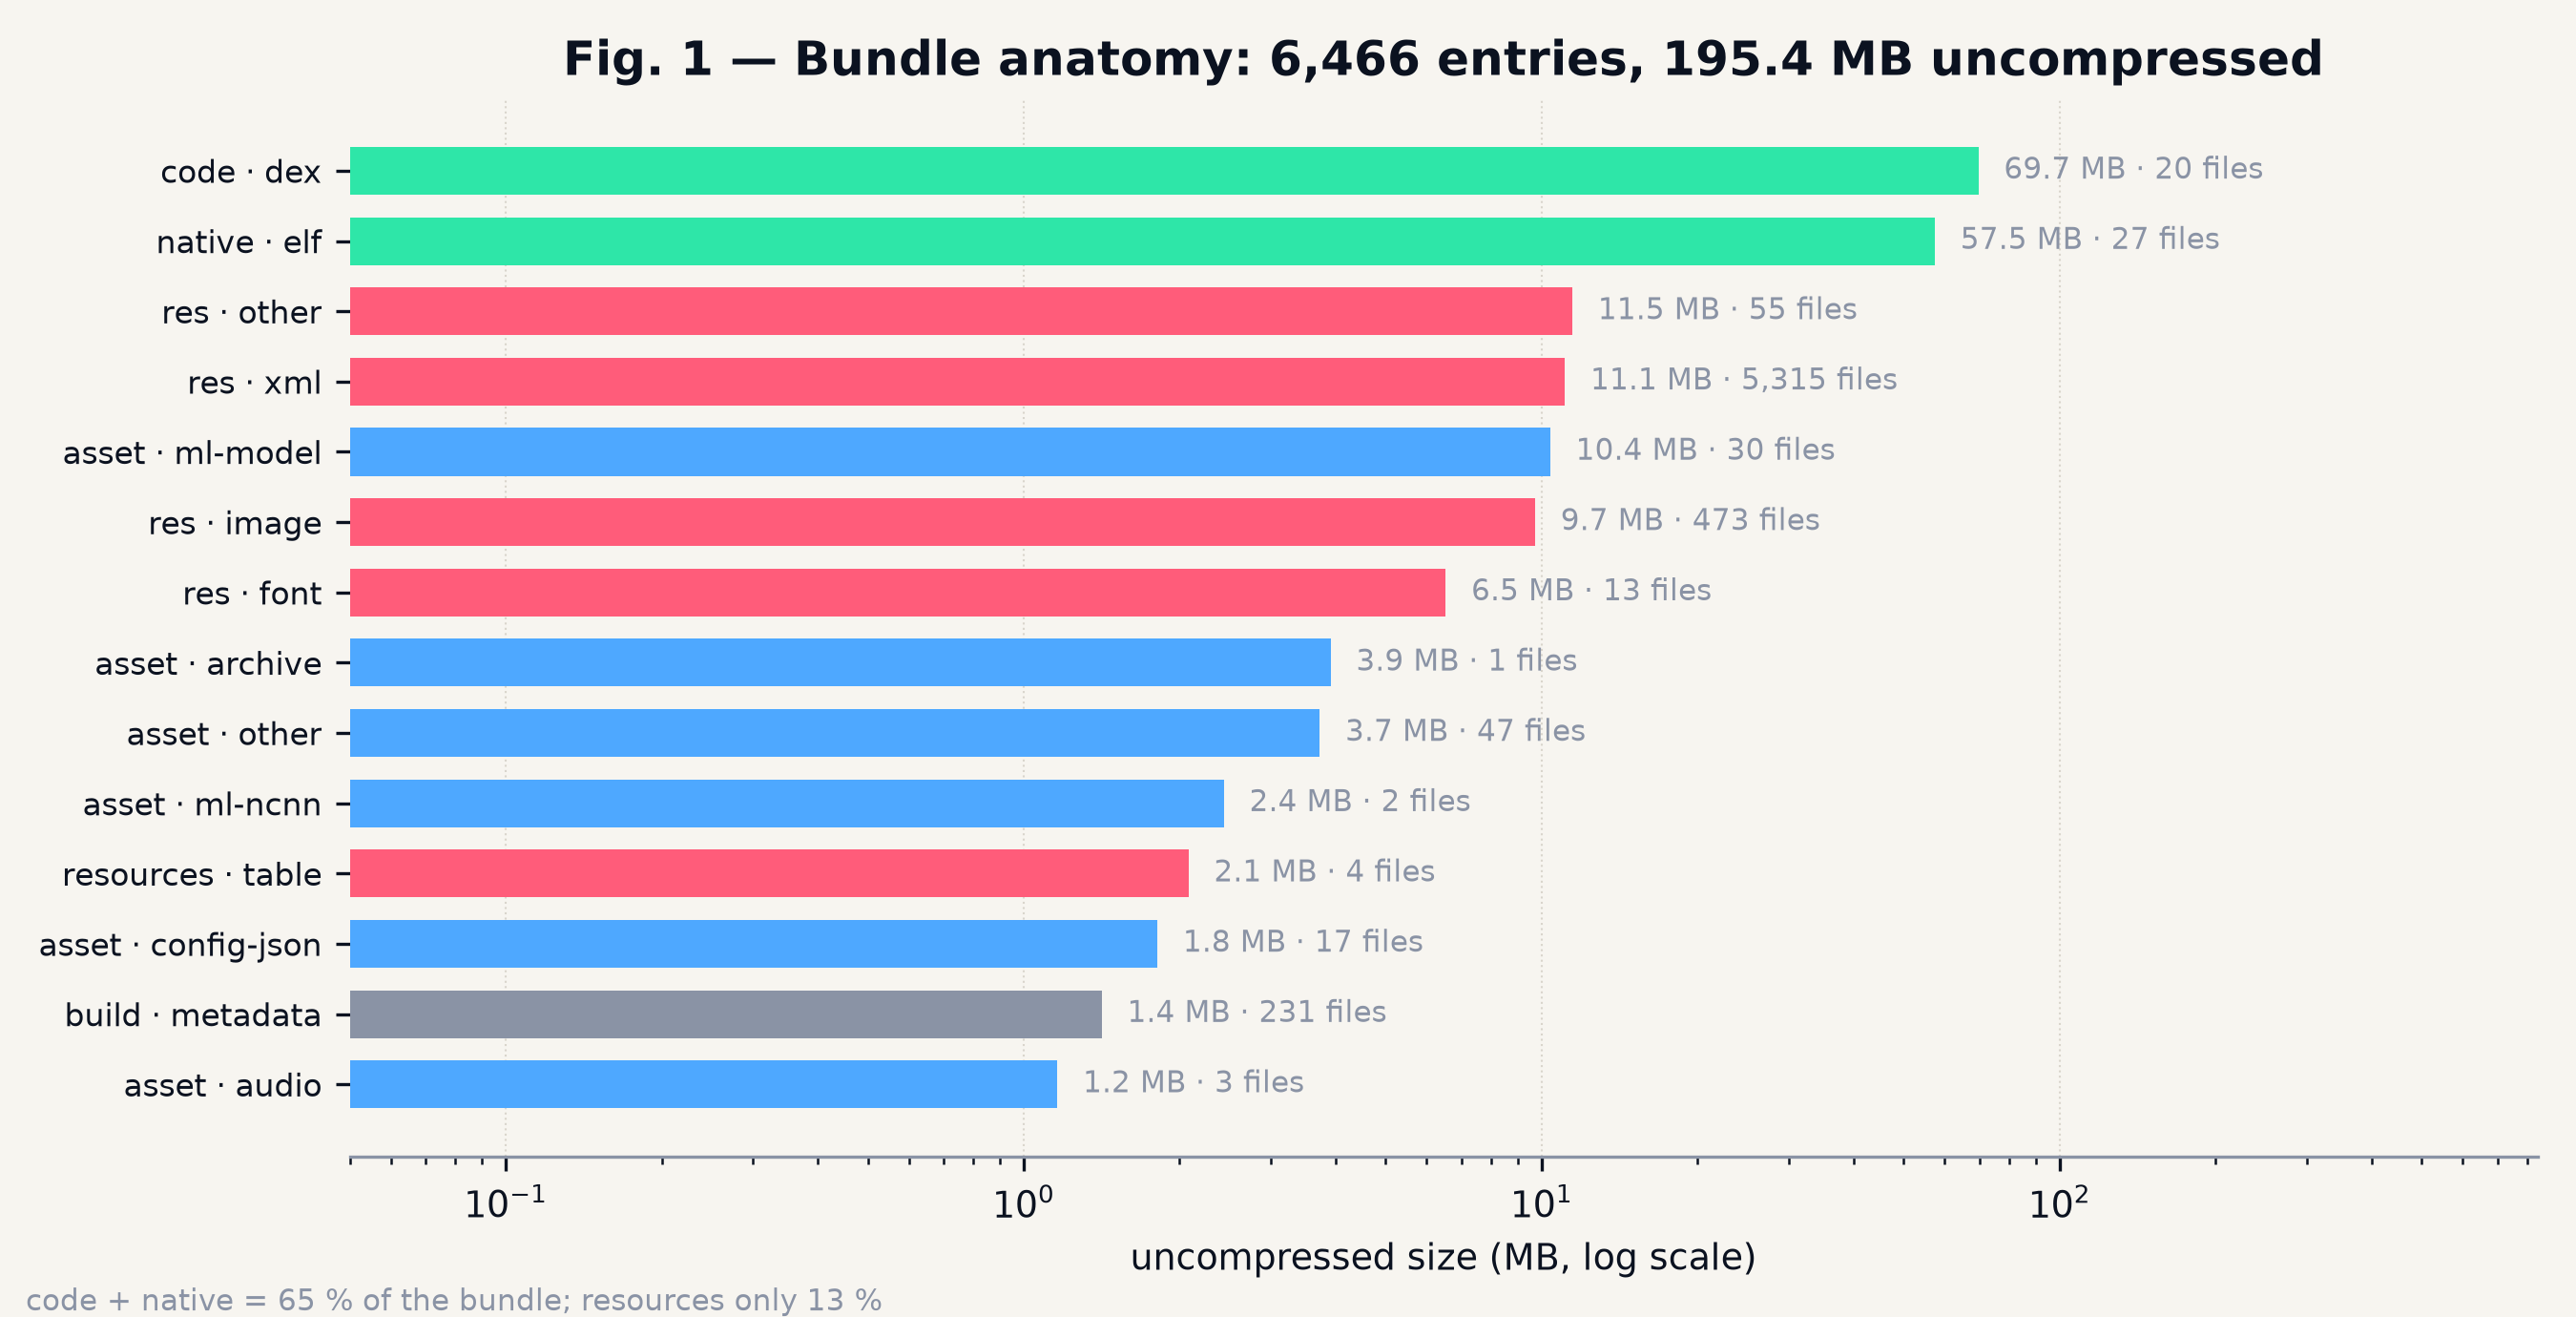 Fig. 1 — Bundle anatomy: 6,466 entries, 195.4 MB uncompressed
code · dex 69.7 MB · 20 files
native · elf 57.5 MB · 27 files
res · other 11.5 MB · 55 files
res · xml 11.1 MB · 5,315 files
asset · ml-model 10.4 MB · 30 files
res · image 9.7 MB · 473 files
res · font 6.5 MB · 13 files
asset · archive 3.9 MB · 1 files
asset · other 3.7 MB · 47 files
asset · ml-ncnn 2.4 MB · 2 files
resources · table 2.1 MB · 4 files
asset · config-json 1.8 MB · 17 files
build · metadata 1.4 MB · 231 files
asset · audio 1.2 MB · 3 files
10⁻¹ 10⁰ 10¹ 10²
uncompressed size (MB, log scale)
code + native = 65 % of the bundle; resources only 13 %